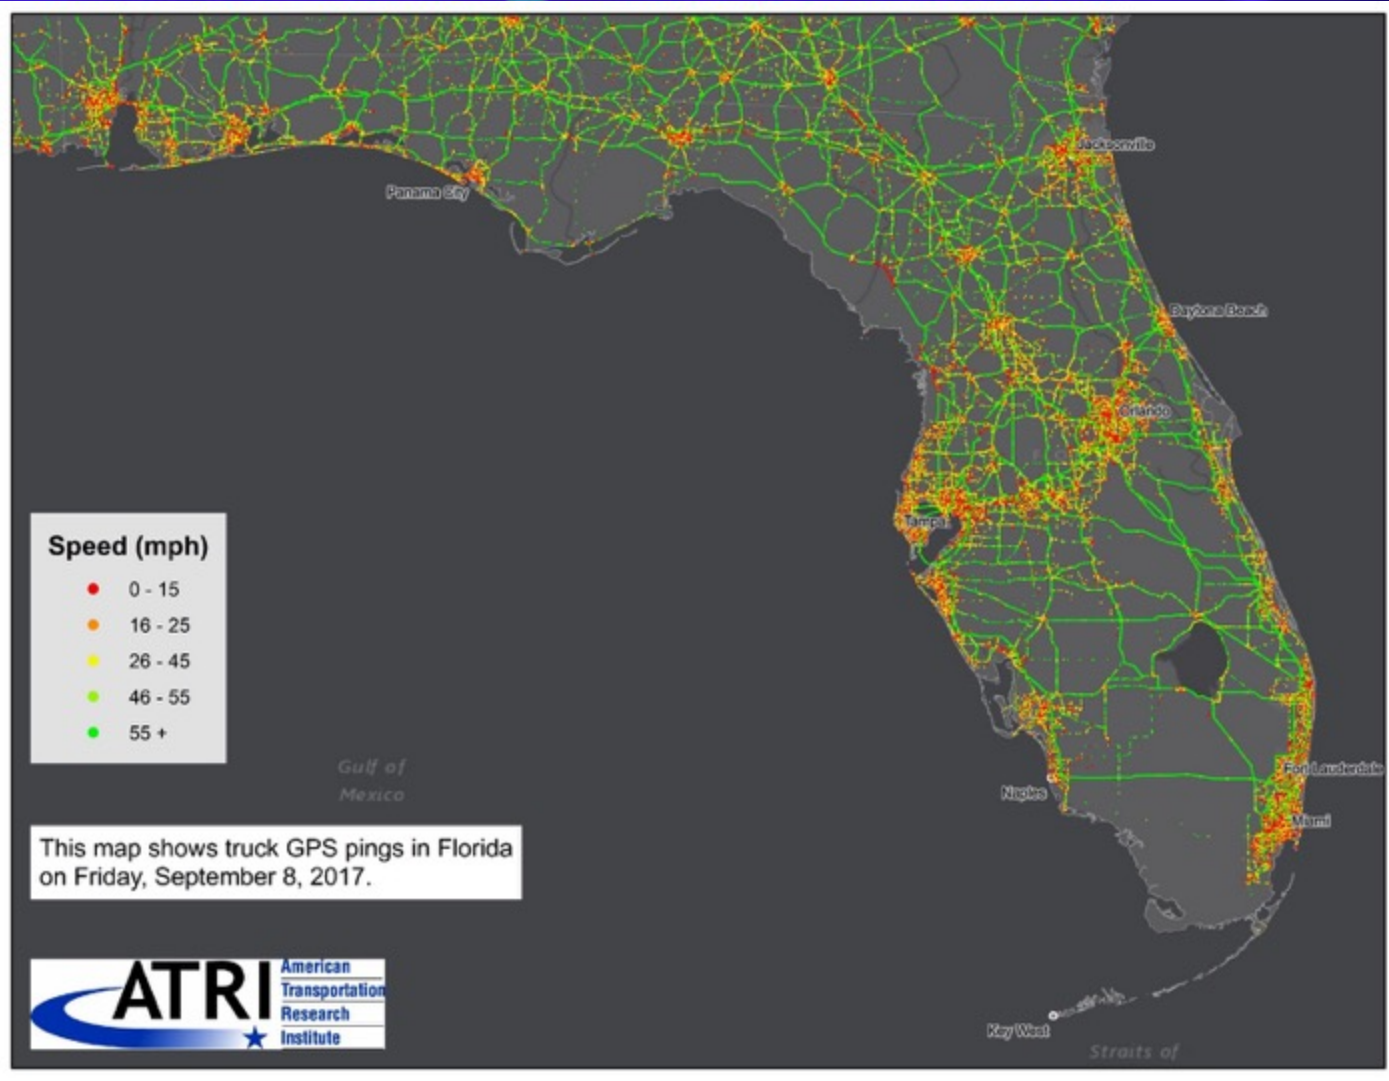 Jacksonville
Panama City
Daytona Beach
Orlando
Tampa
Speed (mph)
0 - 15
16 - 25
26 - 45
46 - 55
55 +
Gulf of
Mexico
Fort Lauderdale
Naples
Miami
This map shows truck GPS pings in Florida
on Friday, September 8, 2017.
ATRI
American
Transportation
Research
Institute
Key West
Straits of